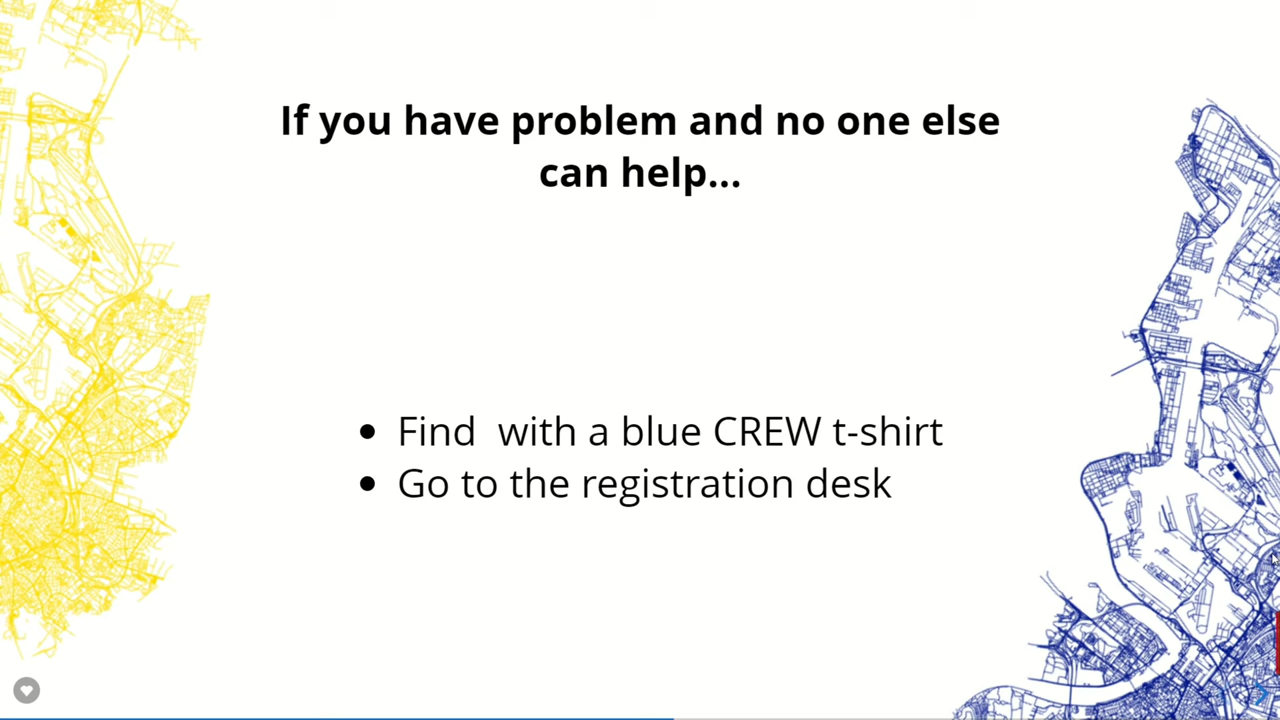 If you have problem and no one else
can help...
• Find  with a blue CREW t-shirt
• Go to the registration desk